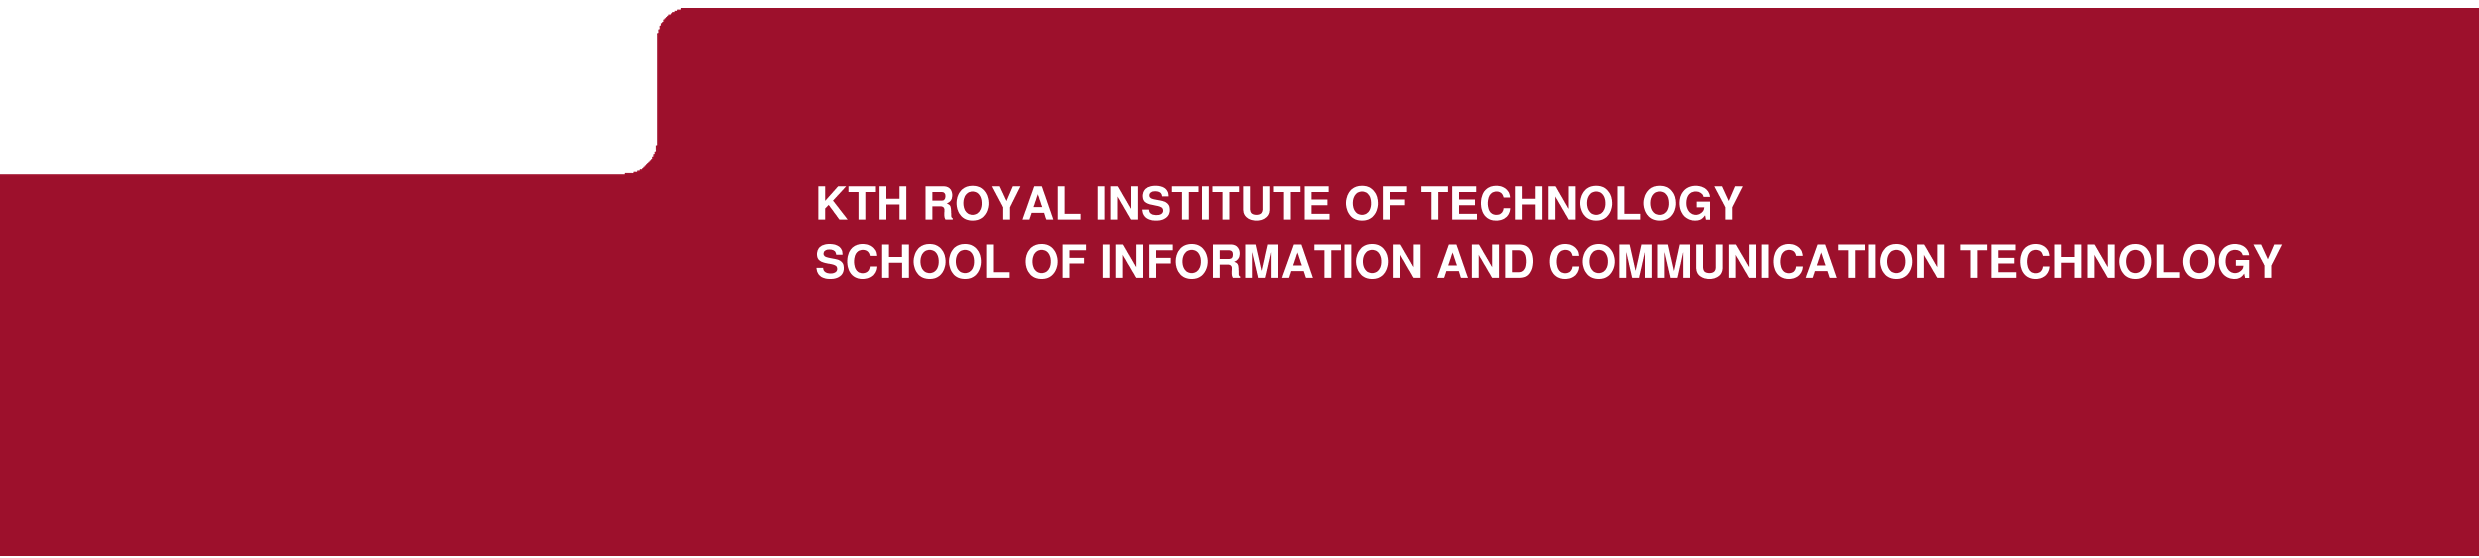 KTH ROYAL INSTITUTE OF TECHNOLOGY
SCHOOL OF INFORMATION AND COMMUNICATION TECHNOLOGY